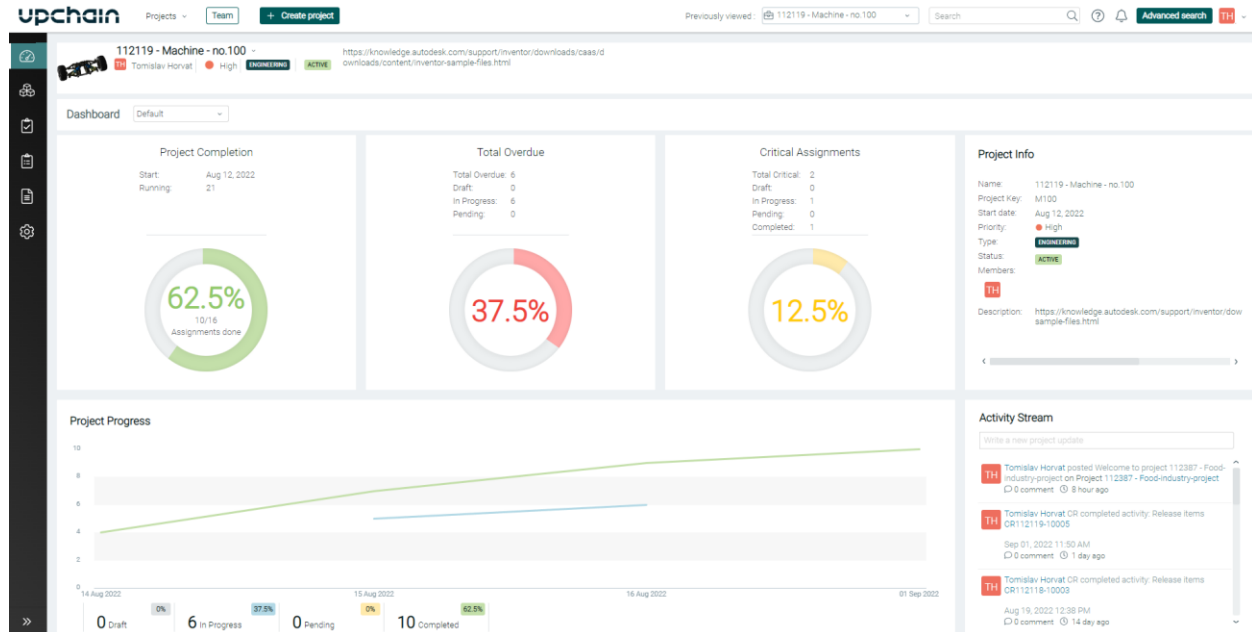 upchain
Projects
Team
+ Create project
Previously viewed :
112119 - Machine - no.100
Search
Advanced search
TH
112119 - Machine - no.100
TH Tomislav Horvat
High
ENGINEERING
ACTIVE
https://knowledge.autodesk.com/support/inventor/downloads/caas/d
ownloads/content/inventor-sample-files.html
Dashboard
Default
Project Completion
Start: Aug 12, 2022
Running: 21
62.5%
10/16
Assignments done
Total Overdue
Total Overdue: 6
Draft: 0
In Progress: 6
Pending: 0
37.5%
Critical Assignments
Total Critical: 2
Draft: 0
In Progress: 1
Pending: 0
Completed: 1
12.5%
Project Info
Name: 112119 - Machine - no.100
Project Key: M100
Start date: Aug 12, 2022
Priority: High
Type: ENGINEERING
Status: ACTIVE
Members:
TH
Description: https://knowledge.autodesk.com/support/inventor/dow
sample-files.html
Project Progress
10
8
6
4
2
0
14 Aug 2022
15 Aug 2022
16 Aug 2022
01 Sep 2022
0% 0 Draft
37.5% 6 In Progress
0% 0 Pending
62.5% 10 Completed
Activity Stream
Write a new project update
TH Tomislav Horvat posted Welcome to project 112387 - Food-
industry-project on Project 112387 - Food-industry-project
0 comment 8 hour ago
TH Tomislav Horvat CR completed activity: Release items
CR112119-10005
Sep 01, 2022 11:50 AM
0 comment 1 day ago
TH Tomislav Horvat CR completed activity: Release items
CR112118-10003
Aug 19, 2022 12:38 PM
0 comment 14 day ago